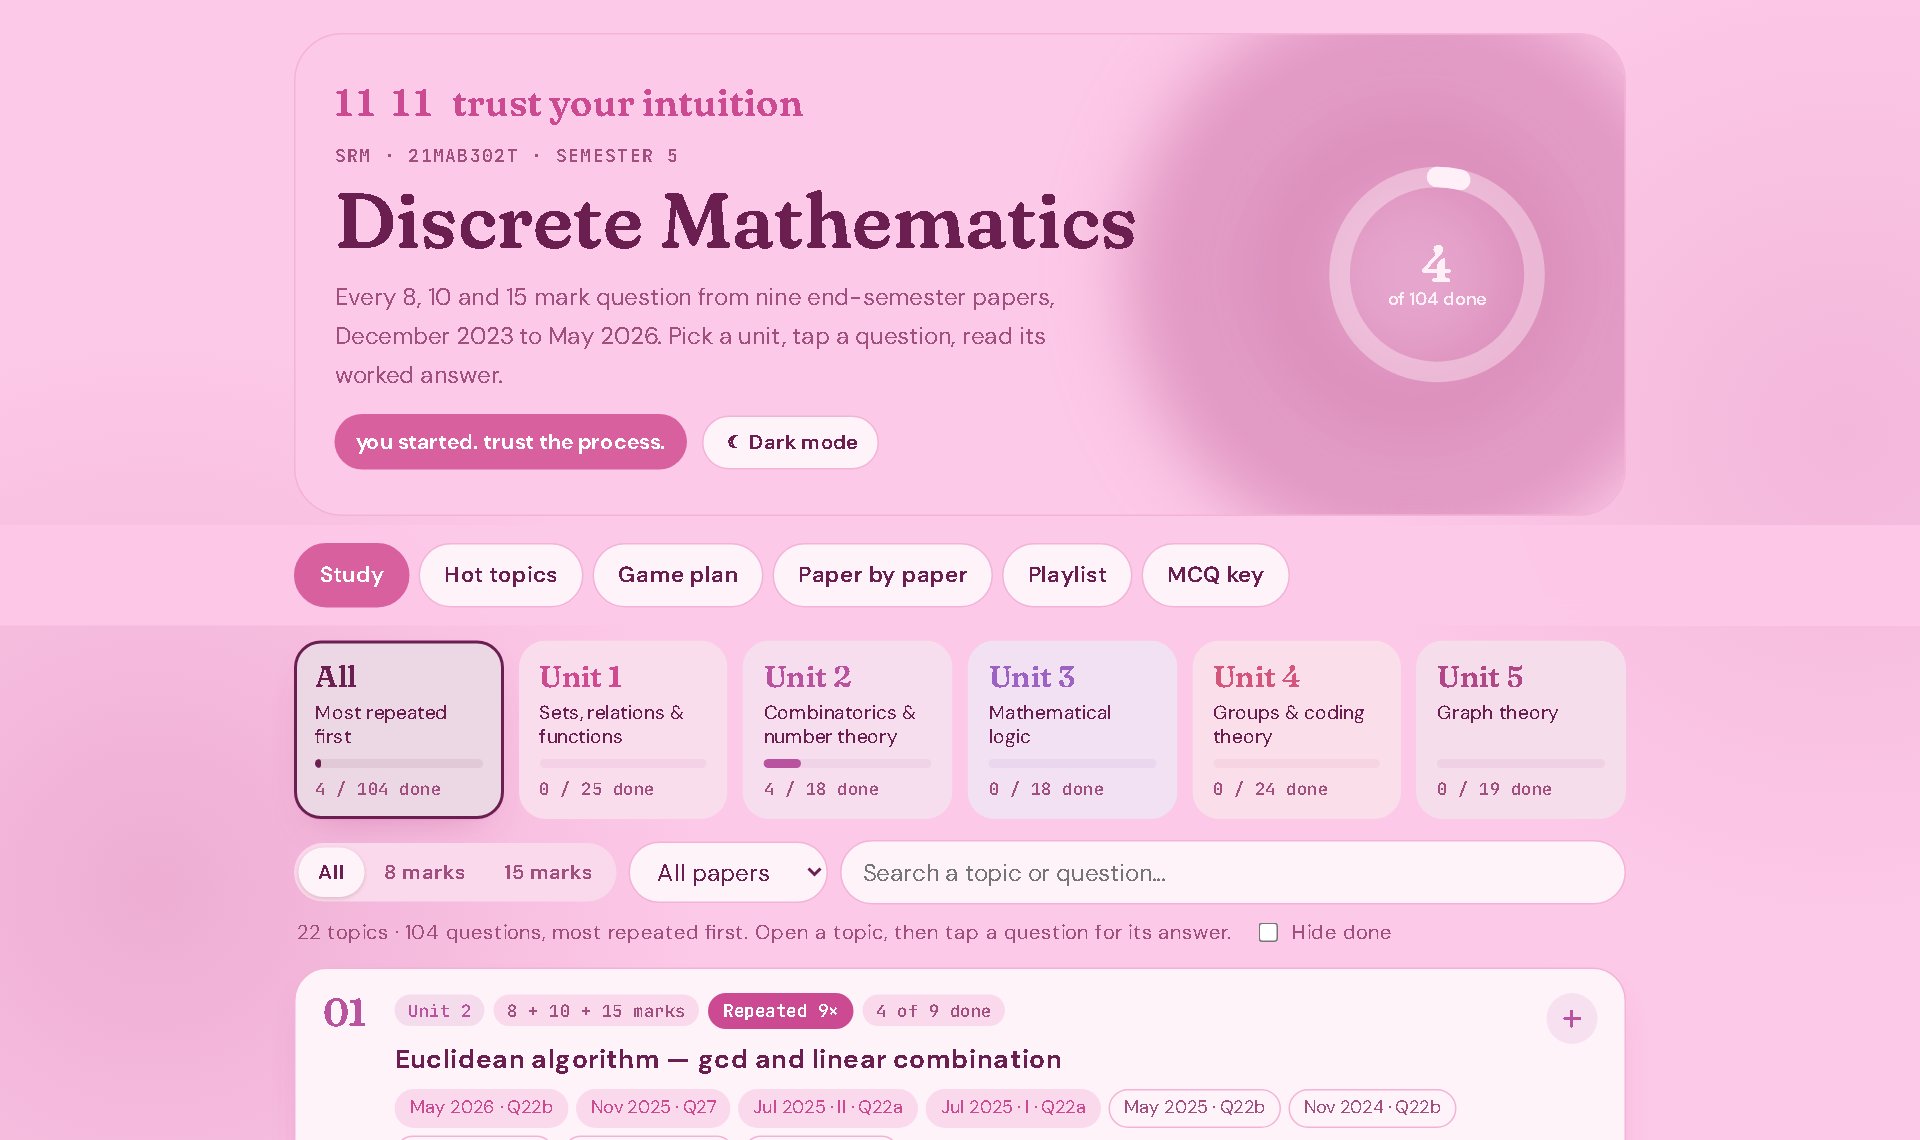 11 11 trust your intuition
SRM · 21MAB302T · SEMESTER 5
Discrete Mathematics
Every 8, 10 and 15 mark question from nine end-semester papers,
December 2023 to May 2026. Pick a unit, tap a question, read its
worked answer.
you started. trust the process.
☾ Dark mode
4
of 104 done
Study
Hot topics
Game plan
Paper by paper
Playlist
MCQ key
All
Most repeated
first
4 / 104 done
Unit 1
Sets, relations &
functions
0 / 25 done
Unit 2
Combinatorics &
number theory
4 / 18 done
Unit 3
Mathematical
logic
0 / 18 done
Unit 4
Groups & coding
theory
0 / 24 done
Unit 5
Graph theory
0 / 19 done
All
8 marks
15 marks
All papers
Search a topic or question...
22 topics · 104 questions, most repeated first. Open a topic, then tap a question for its answer.
Hide done
01
Unit 2
8 + 10 + 15 marks
Repeated 9×
4 of 9 done
+
Euclidean algorithm — gcd and linear combination
May 2026 · Q22b
Nov 2025 · Q27
Jul 2025 · II · Q22a
Jul 2025 · I · Q22a
May 2025 · Q22b
Nov 2024 · Q22b